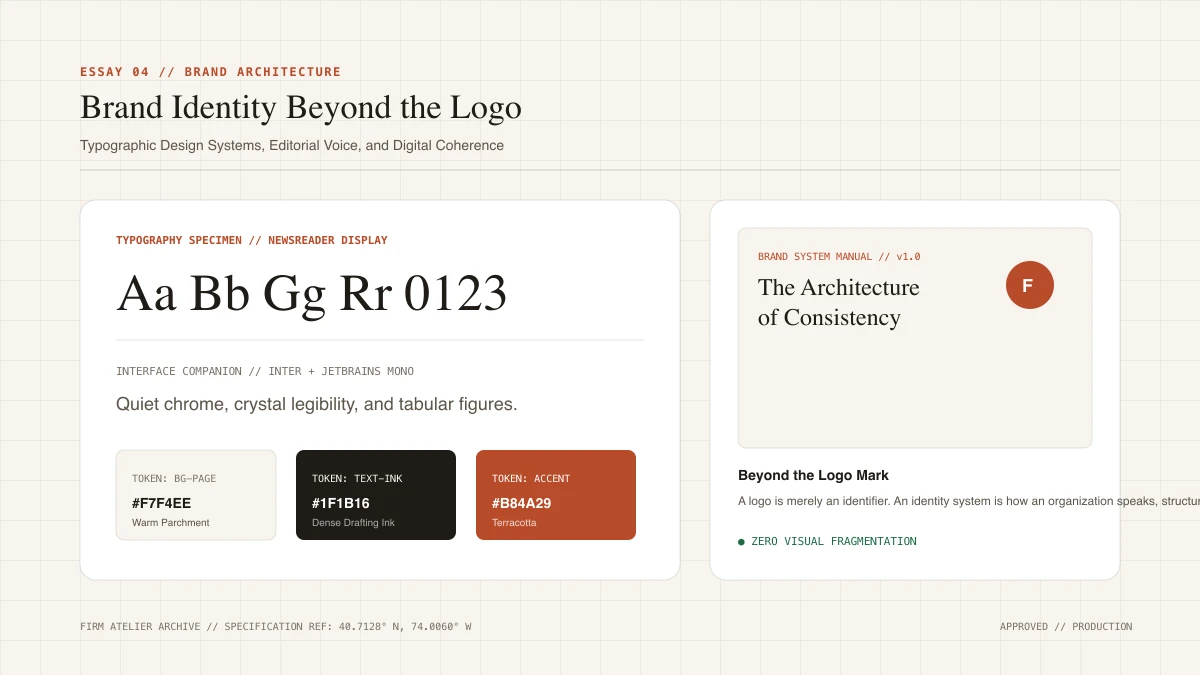 ESSAY 04 // BRAND ARCHITECTURE
Brand Identity Beyond the Logo
Typographic Design Systems, Editorial Voice, and Digital Coherence
TYPOGRAPHY SPECIMEN // NEWSREADER DISPLAY
Aa Bb Gg Rr 0123
INTERFACE COMPANION // INTER + JETBRAINS MONO
Quiet chrome, crystal legibility, and tabular figures.
TOKEN: BG-PAGE
#F7F4EE
Warm Parchment
TOKEN: TEXT-INK
#1F1B16
Dense Drafting Ink
TOKEN: ACCENT
#B84A29
Terracotta
BRAND SYSTEM MANUAL // v1.0
The Architecture
of Consistency
F
Beyond the Logo Mark
A logo is merely an identifier. An identity system is how an organization speaks,
● ZERO VISUAL FRAGMENTATION
FIRM ATELIER ARCHIVE // SPECIFICATION REF: 40.7128° N, 74.0060° W
APPROVED // PRODUCTION